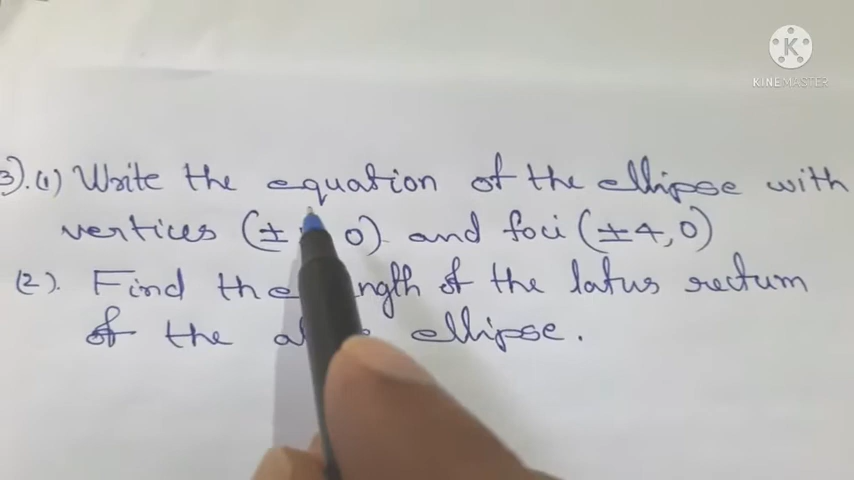 K
KINEMASTER
3).(1) Write the equation of the ellipse with
vertices (± 0) and foci (±4,0)
(2). Find the of the latus rectum
of the ellipse.